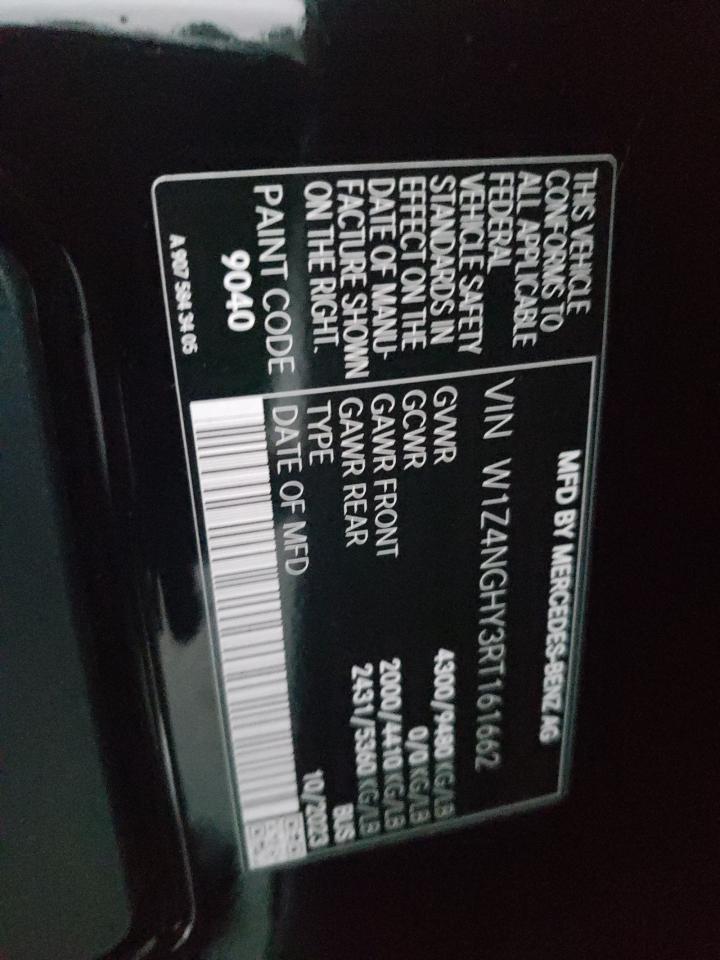 THIS VEHICLE
CONFORMS TO
ALL APPLICABLE
FEDERAL
VEHICLE SAFETY
STANDARDS IN
EFFECT ON THE
DATE OF MANU-
FACTURE SHOWN
ON THE RIGHT.
PAINT CODE
9040
A 907 584 34 05
MFD BY MERCEDES-BENZ AG
VIN W1Z4NGHY3RT161662
GVWR 4300/9480 KG/LB
GCWR 0/0 KG/LB
GAWR FRONT 2000/4410 KG/LB
GAWR REAR 2431/5360 KG/LB
TYPE BUS
DATE OF MFD 10/2023